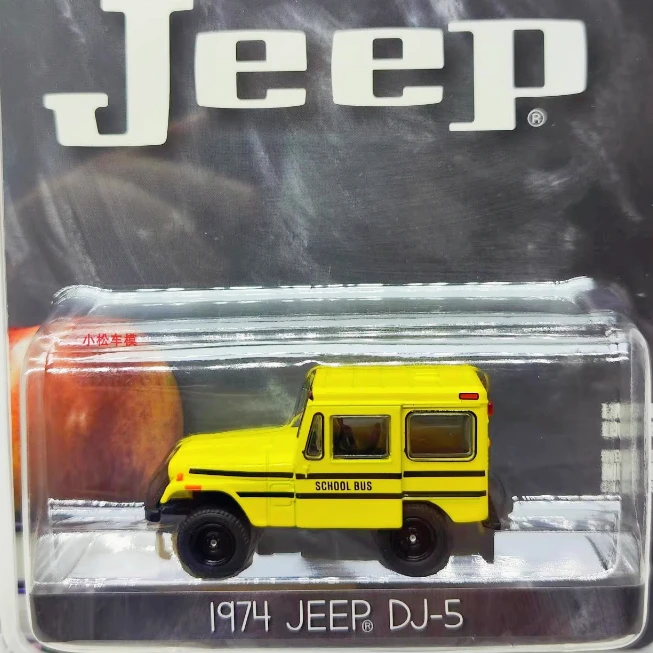 Jeep®
小松车模
SCHOOL BUS
1974 JEEP® DJ-5